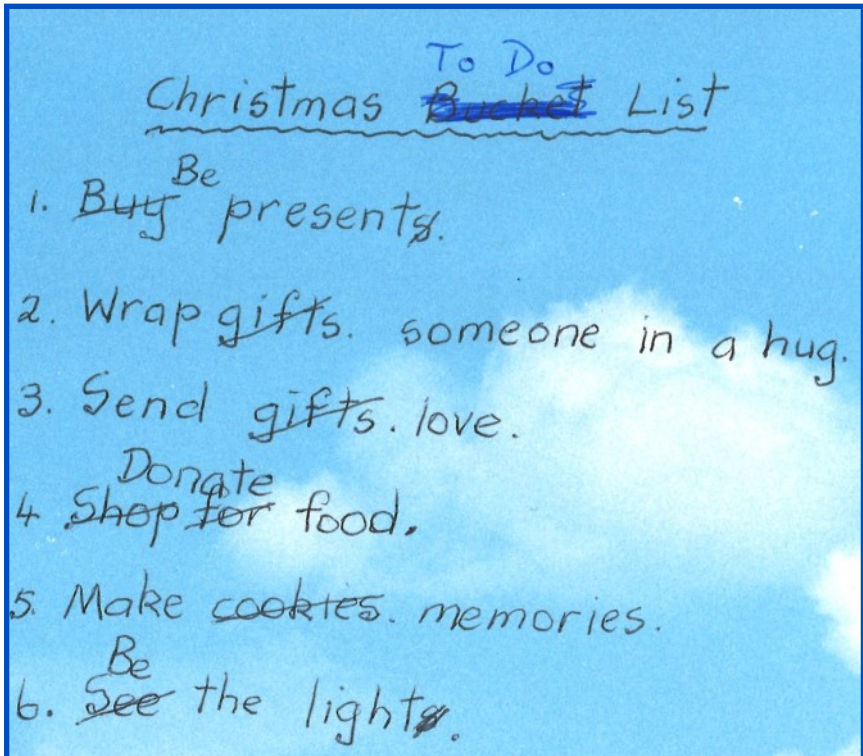 To Do
Christmas Bucket List
Be
1. Buy presents.
2. Wrap gifts. someone in a hug.
3. Send gifts. love.
Donate
4 Shop for food.
5. Make cookies. memories.
Be
6. See the lights.